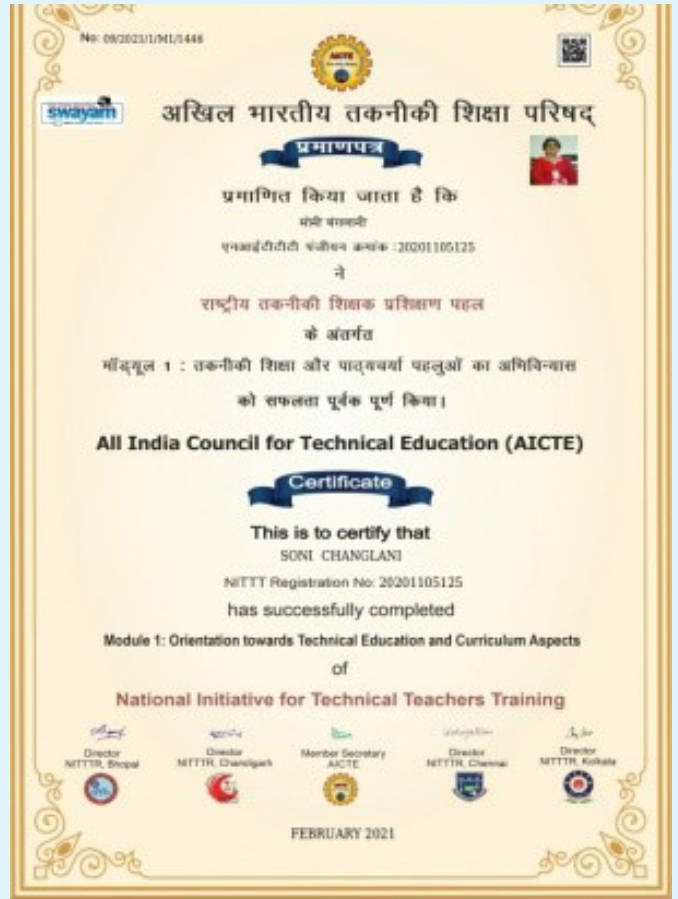 No: 09/2021/1/M1/1446
AICTE
swayam
अखिल भारतीय तकनीकी शिक्षा परिषद्
प्रमाणपत्र
प्रमाणित किया जाता है कि
एनआईटीटीटी पंजीयन क्रमांक :20201105125
ने
राष्ट्रीय तकनीकी शिक्षक प्रशिक्षण पहल
के अंतर्गत
मॉड्यूल 1 : तकनीकी शिक्षा और पाठ्यचर्या पहलुओं का अभिविन्यास
को सफलता पूर्वक पूर्ण किया।
All India Council for Technical Education (AICTE)
Certificate
This is to certify that
SONI CHANGLANI
NITTT Registration No: 20201105125
has successfully completed
Module 1: Orientation towards Technical Education and Curriculum Aspects
of
National Initiative for Technical Teachers Training
Director Director Member Secretary Director Director
NITTTR, Bhopal NITTTR, Chandigarh AICTE NITTTR, Chennai NITTTR, Kolkata
FEBRUARY 2021